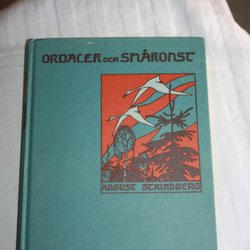 ORDALEK OCH SMÅKONST
AUGUST STRINDBERG